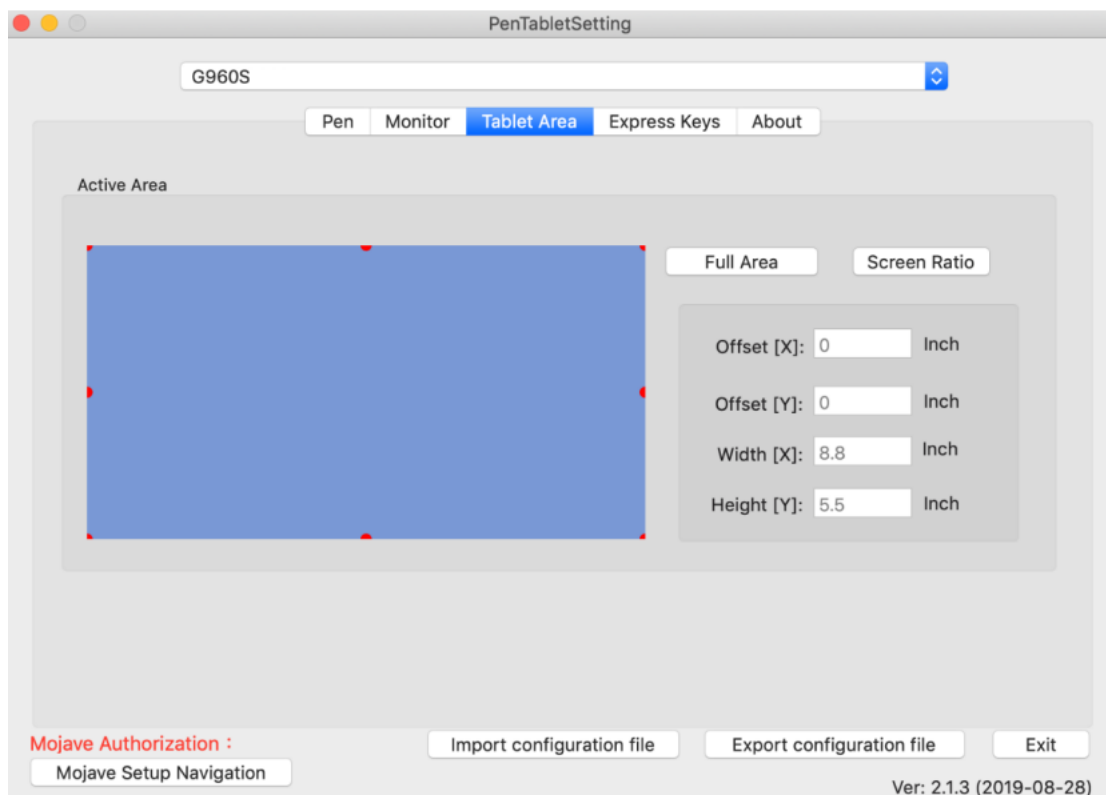 PenTabletSetting
G960S
Pen Monitor Tablet Area Express Keys About
Active Area
Full Area Screen Ratio
Offset [X]: 0 Inch
Offset [Y]: 0 Inch
Width [X]: 8.8 Inch
Height [Y]: 5.5 Inch
Mojave Authorization：
Import configuration file Export configuration file Exit
Mojave Setup Navigation
Ver: 2.1.3 (2019-08-28)